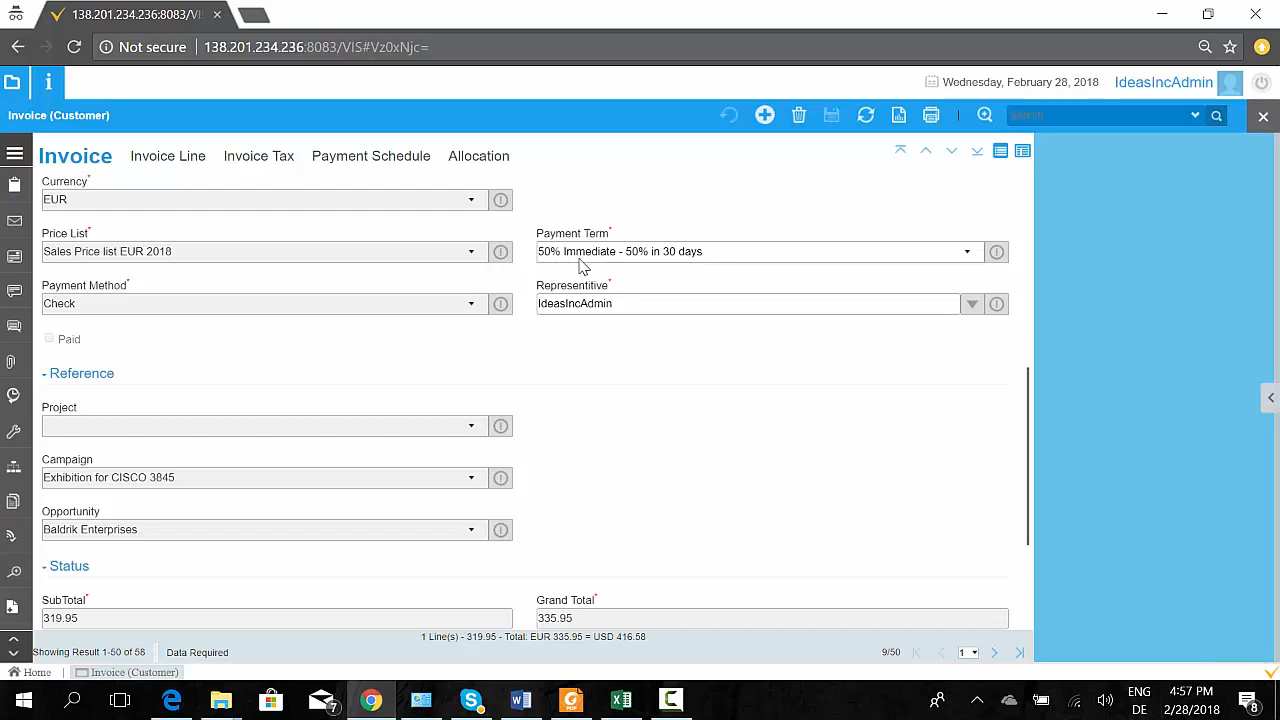 138.201.234.236:8083/VI
Not secure
138.201.234.236:8083/VIS#Vz0xNjc=
Wednesday, February 28, 2018
IdeasIncAdmin
Invoice (Customer)
Search
Invoice
Invoice Line
Invoice Tax
Payment Schedule
Allocation
Currency*
EUR
Price List*
Payment Term*
Sales Price list EUR 2018
50% Immediate - 50% in 30 days
Payment Method*
Representitive*
Check
IdeasIncAdmin
Paid
- Reference
Project
Campaign
Exhibition for CISCO 3845
Opportunity
Baldrik Enterprises
- Status
SubTotal*
Grand Total*
319.95
335.95
1 Line(s) - 319.95 - Total: EUR 335.95 = USD 416.58
Showing Result 1-50 of 58
Data Required
9/50
1
Home
Invoice (Customer)
7
ENG
DE
4:57 PM
2/28/2018
8